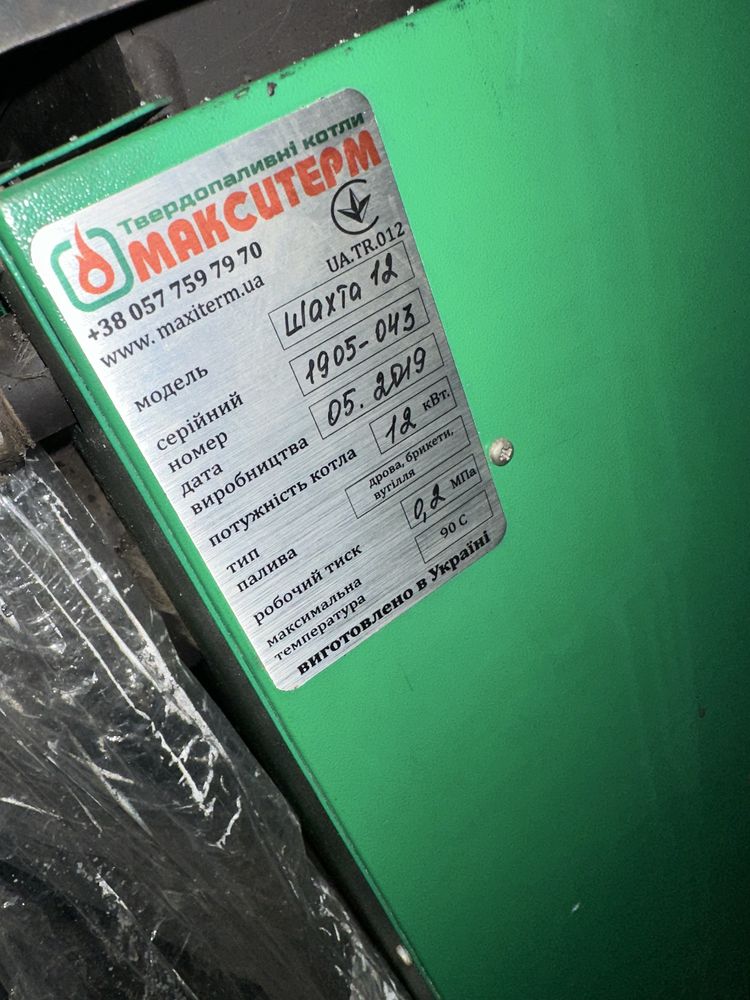 Твердопаливні котли
МАКСИТЕРМ
+38 057 759 79 70
www. maxiterm.ua
UA.TR.012
модель Шахта 12
серійний
номер 1905-043
дата
виробництва 05.2019
потужність котла 12 кВт.
тип
палива дрова, брикети,
вугілля
робочий тиск 0,2 МПа
максимальна
температура 90 С
виготовлено в Україні